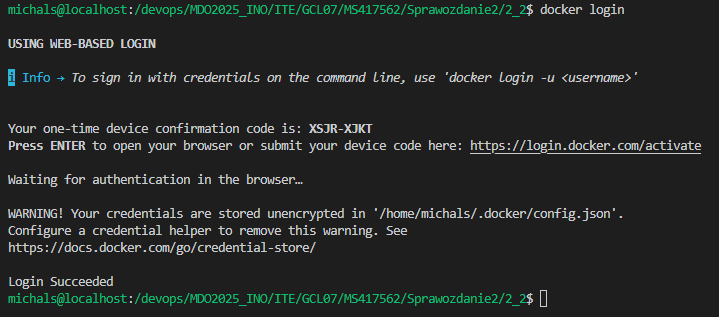 michals@localhost:/devops/MDO2025_INO/ITE/GCL07/MS417562/Sprawozdanie2/2_2$ docker login
USING WEB-BASED LOGIN
i Info → To sign in with credentials on the command line, use 'docker login -u <username>'
Your one-time device confirmation code is: XSJR-XJKT
Press ENTER to open your browser or submit your device code here: https://login.docker.com/activate
Waiting for authentication in the browser…
WARNING! Your credentials are stored unencrypted in '/home/michals/.docker/config.json'.
Configure a credential helper to remove this warning. See
https://docs.docker.com/go/credential-store/
Login Succeeded
michals@localhost:/devops/MDO2025_INO/ITE/GCL07/MS417562/Sprawozdanie2/2_2$